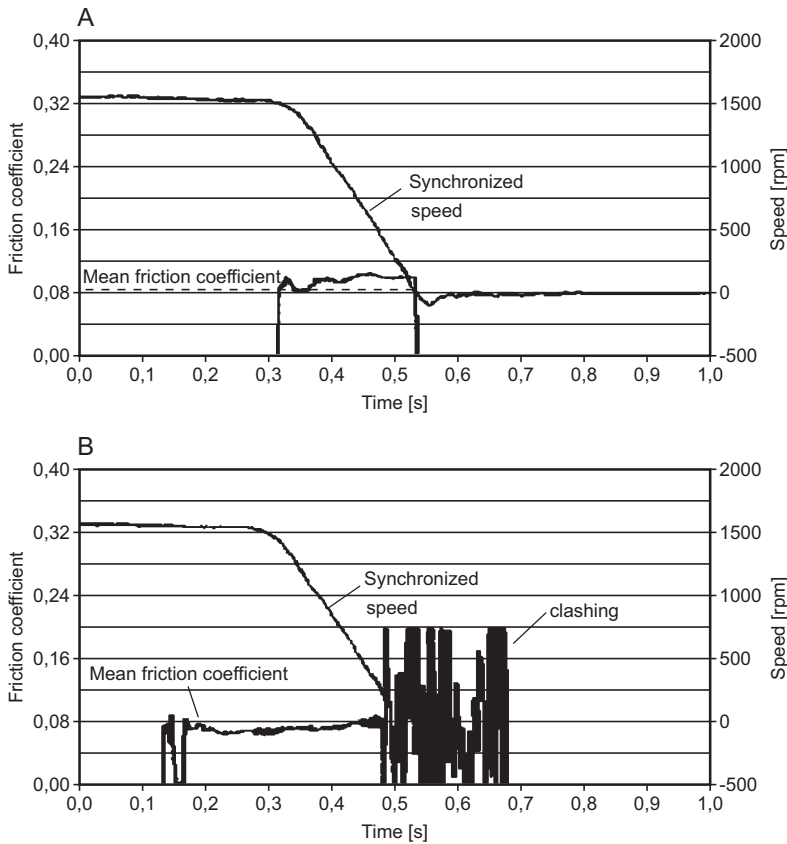 A
0,40
0,32
0,24
0,16
0,08
0,00
Friction coefficient
2000
1500
1000
500
0
-500
Speed [rpm]
Synchronized
speed
Mean friction coefficient
0,0 0,1 0,2 0,3 0,4 0,5 0,6 0,7 0,8 0,9 1,0
Time [s]
B
0,40
0,32
0,24
0,16
0,08
0,00
Friction coefficient
2000
1500
1000
500
0
-500
Speed [rpm]
Synchronized
speed
clashing
Mean friction coefficient
0,0 0,1 0,2 0,3 0,4 0,5 0,6 0,7 0,8 0,9 1,0
Time [s]